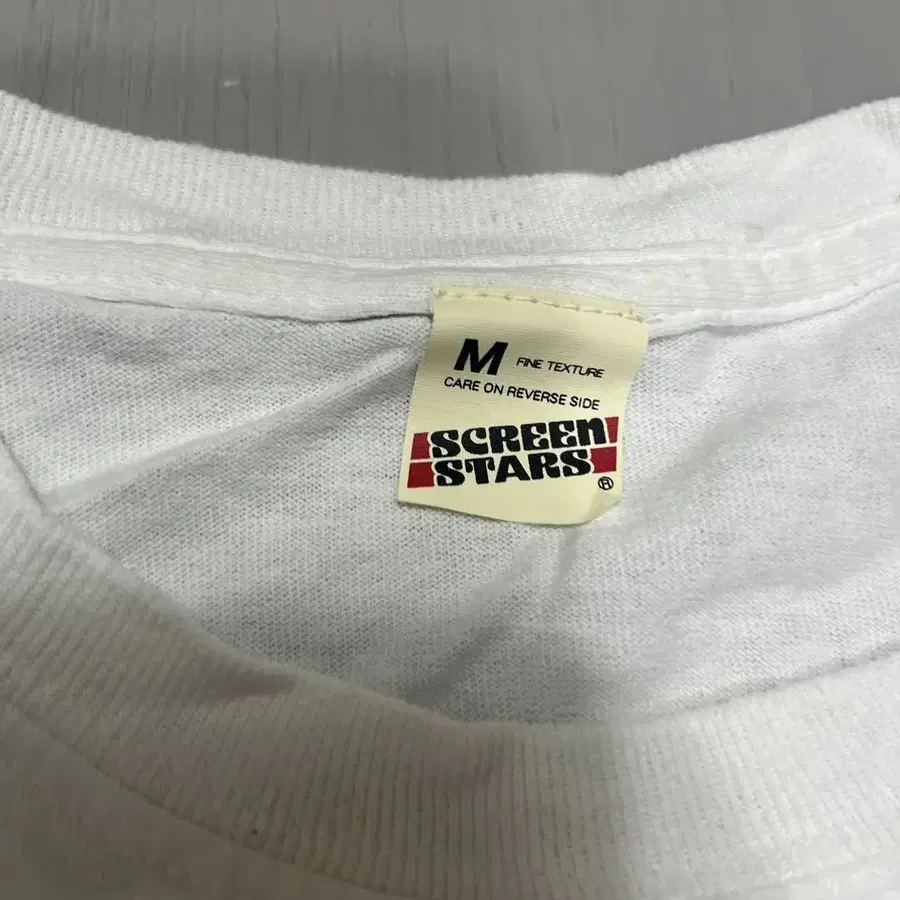 M FINE TEXTURE
CARE ON REVERSE SIDE
SCREEN
STARS
®